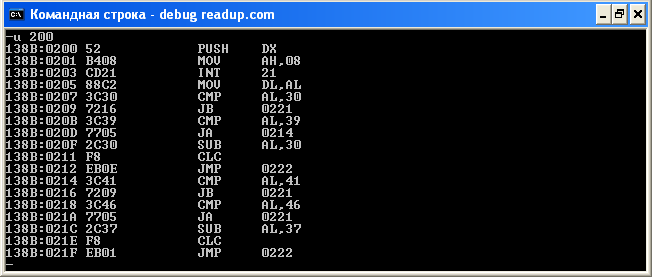 Командная строка - debug readup.com
-u 200
138B:0200 52 PUSH DX
138B:0201 B408 MOV AH,08
138B:0203 CD21 INT 21
138B:0205 88C2 MOV DL,AL
138B:0207 3C30 CMP AL,30
138B:0209 7216 JB 0221
138B:020B 3C39 CMP AL,39
138B:020D 7705 JA 0214
138B:020F 2C30 SUB AL,30
138B:0211 F8 CLC
138B:0212 EB0E JMP 0222
138B:0214 3C41 CMP AL,41
138B:0216 7209 JB 0221
138B:0218 3C46 CMP AL,46
138B:021A 7705 JA 0221
138B:021C 2C37 SUB AL,37
138B:021E F8 CLC
138B:021F EB01 JMP 0222
-